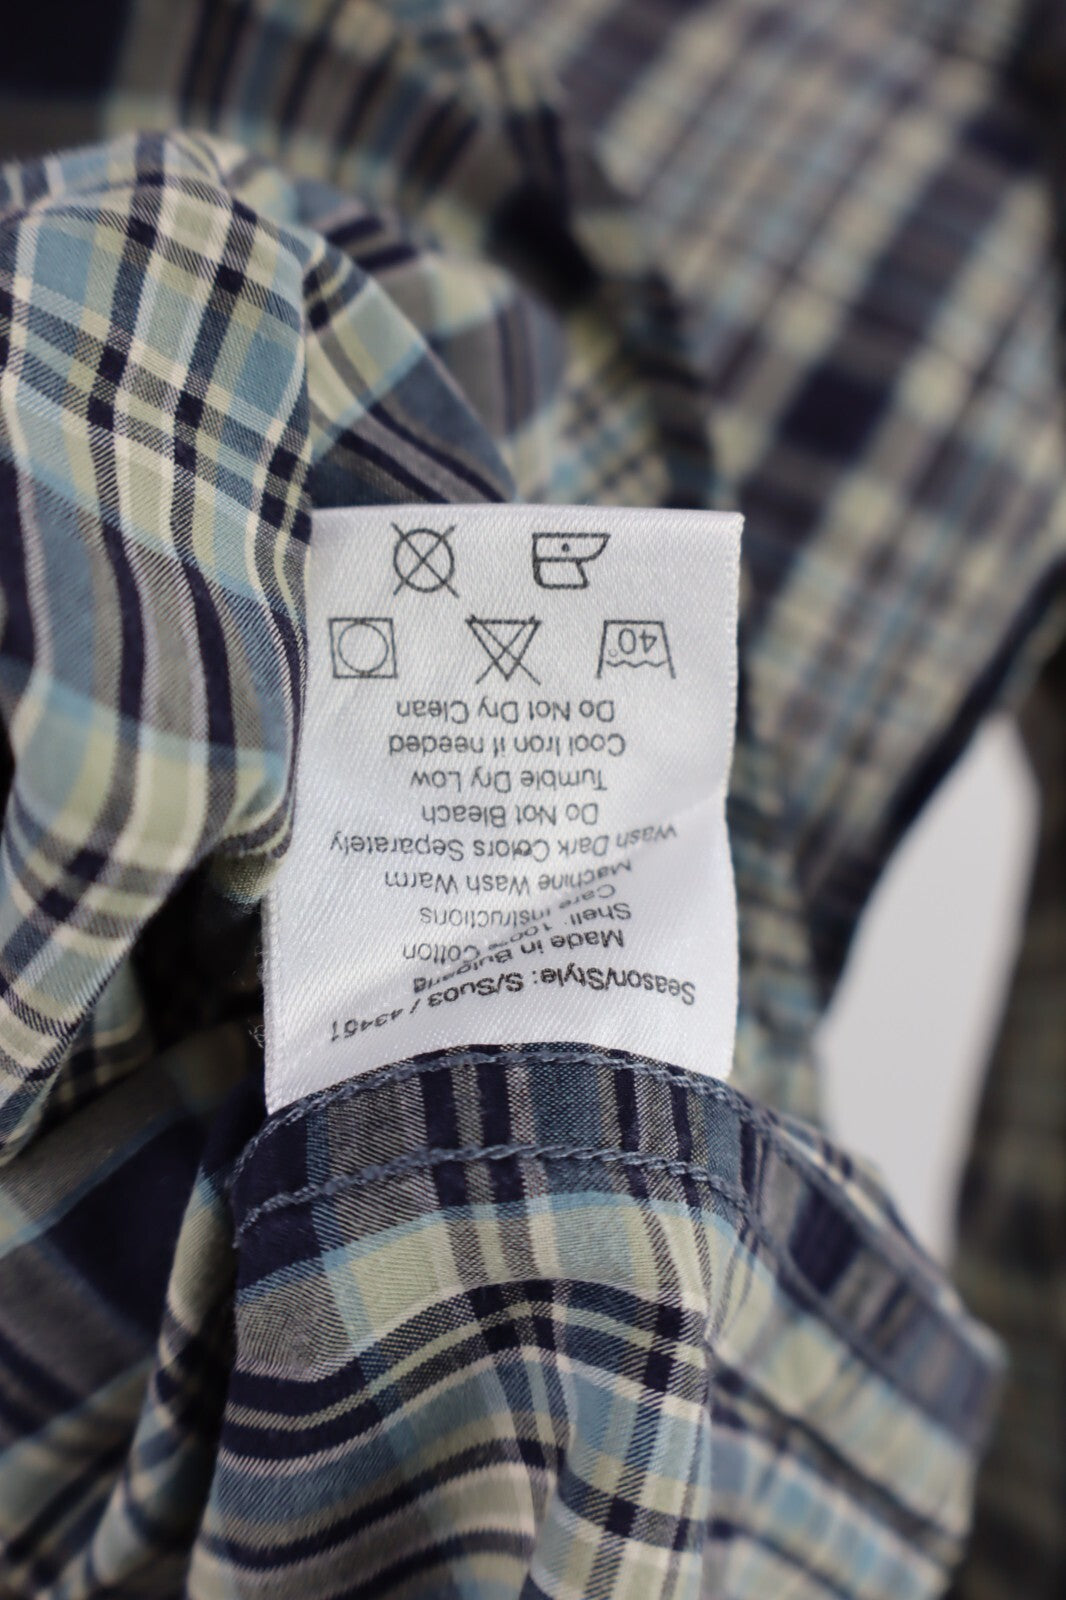 Season/Style: S/Su03 / 43451
Made in Bulgaria
Shell: 100% Cotton
Care Instructions
Machine Wash Warm
Wash Dark Colors Separately
Do Not Bleach
Tumble Dry Low
Cool Iron if needed
Do Not Dry Clean
40°